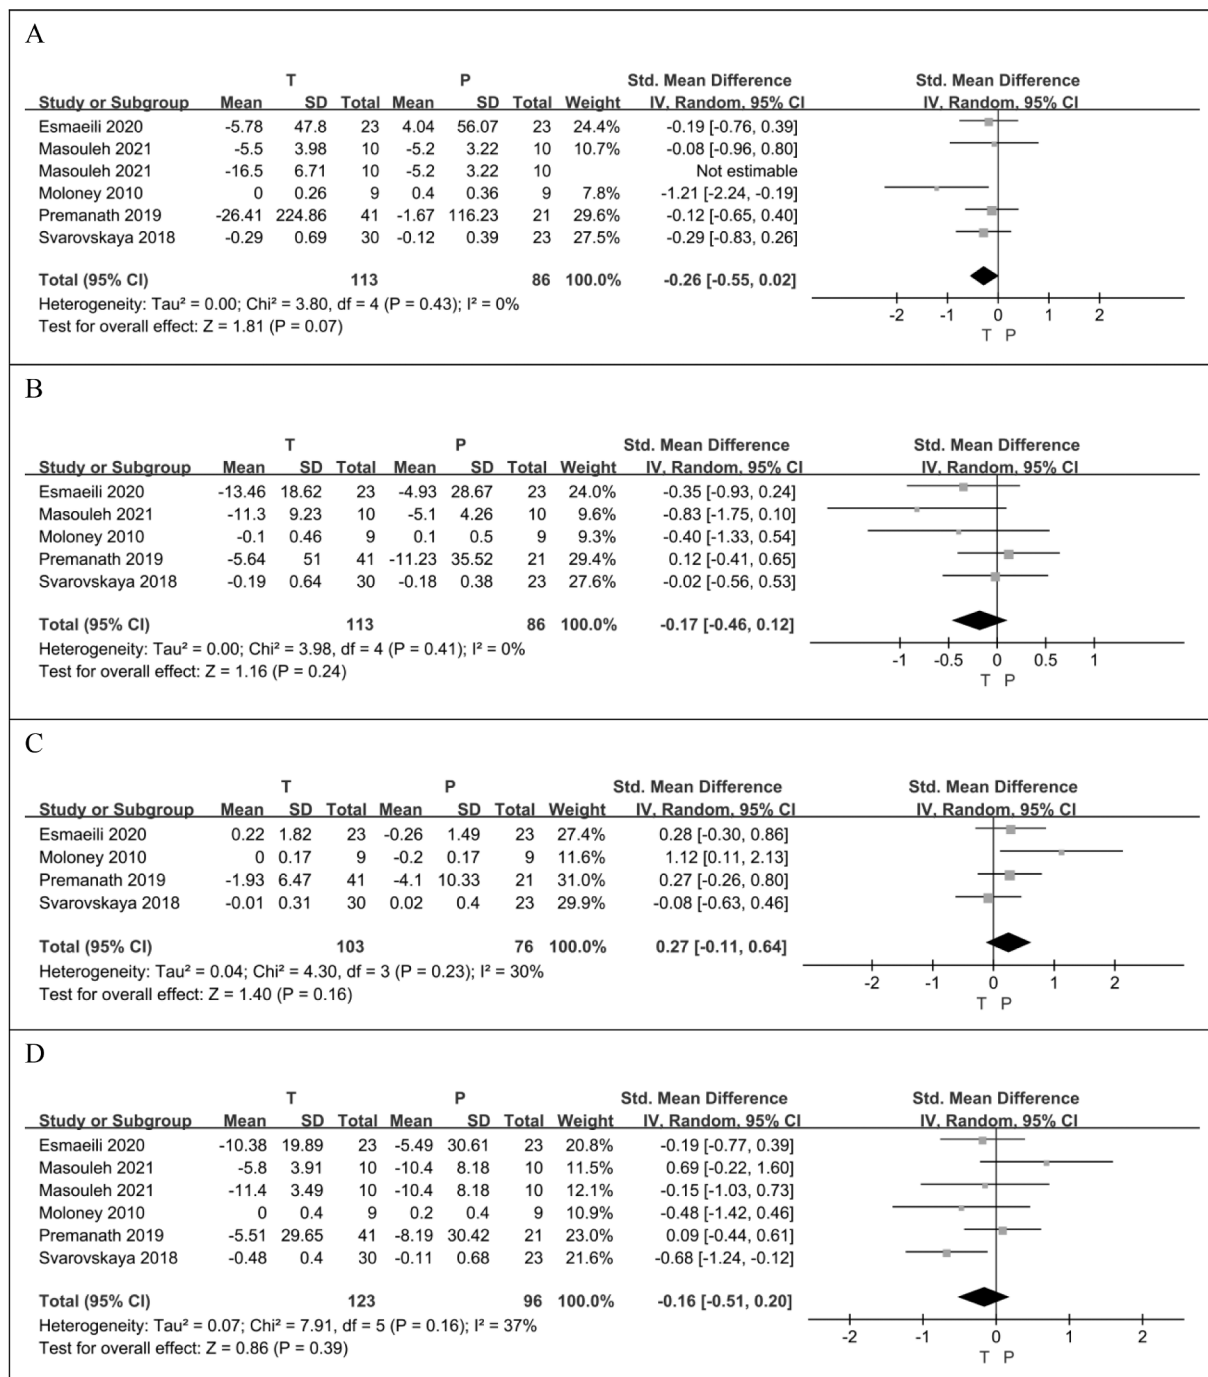 A
T P Std. Mean Difference Std. Mean Difference
Study or Subgroup Mean SD Total Mean SD Total Weight IV, Random, 95% CI IV, Random, 95% CI
Esmaeili 2020 -5.78 47.8 23 4.04 56.07 23 24.4% -0.19 [-0.76, 0.39]
Masouleh 2021 -5.5 3.98 10 -5.2 3.22 10 10.7% -0.08 [-0.96, 0.80]
Masouleh 2021 -16.5 6.71 10 -5.2 3.22 10 Not estimable
Moloney 2010 0 0.26 9 0.4 0.36 9 7.8% -1.21 [-2.24, -0.19]
Premanath 2019 -26.41 224.86 41 -1.67 116.23 21 29.6% -0.12 [-0.65, 0.40]
Svarovskaya 2018 -0.29 0.69 30 -0.12 0.39 23 27.5% -0.29 [-0.83, 0.26]
Total (95% CI) 113 86 100.0% -0.26 [-0.55, 0.02]
Heterogeneity: Tau² = 0.00; Chi² = 3.80, df = 4 (P = 0.43); I² = 0%
Test for overall effect: Z = 1.81 (P = 0.07)
-2 -1 0 1 2
T P
B
T P Std. Mean Difference Std. Mean Difference
Study or Subgroup Mean SD Total Mean SD Total Weight IV, Random, 95% CI IV, Random, 95% CI
Esmaeili 2020 -13.46 18.62 23 -4.93 28.67 23 24.0% -0.35 [-0.93, 0.24]
Masouleh 2021 -11.3 9.23 10 -5.1 4.26 10 9.6% -0.83 [-1.75, 0.10]
Moloney 2010 -0.1 0.46 9 0.1 0.5 9 9.3% -0.40 [-1.33, 0.54]
Premanath 2019 -5.64 51 41 -11.23 35.52 21 29.4% 0.12 [-0.41, 0.65]
Svarovskaya 2018 -0.19 0.64 30 -0.18 0.38 23 27.6% -0.02 [-0.56, 0.53]
Total (95% CI) 113 86 100.0% -0.17 [-0.46, 0.12]
Heterogeneity: Tau² = 0.00; Chi² = 3.98, df = 4 (P = 0.41); I² = 0%
Test for overall effect: Z = 1.16 (P = 0.24)
-1 -0.5 0 0.5 1
T P
C
T P Std. Mean Difference Std. Mean Difference
Study or Subgroup Mean SD Total Mean SD Total Weight IV, Random, 95% CI IV, Random, 95% CI
Esmaeili 2020 0.22 1.82 23 -0.26 1.49 23 27.4% 0.28 [-0.30, 0.86]
Moloney 2010 0 0.17 9 -0.2 0.17 9 11.6% 1.12 [0.11, 2.13]
Premanath 2019 -1.93 6.47 41 -4.1 10.33 21 31.0% 0.27 [-0.26, 0.80]
Svarovskaya 2018 -0.01 0.31 30 0.02 0.4 23 29.9% -0.08 [-0.63, 0.46]
Total (95% CI) 103 76 100.0% 0.27 [-0.11, 0.64]
Heterogeneity: Tau² = 0.04; Chi² = 4.30, df = 3 (P = 0.23); I² = 30%
Test for overall effect: Z = 1.40 (P = 0.16)
-2 -1 0 1 2
T P
D
T P Std. Mean Difference Std. Mean Difference
Study or Subgroup Mean SD Total Mean SD Total Weight IV, Random, 95% CI IV, Random, 95% CI
Esmaeili 2020 -10.38 19.89 23 -5.49 30.61 23 20.8% -0.19 [-0.77, 0.39]
Masouleh 2021 -5.8 3.91 10 -10.4 8.18 10 11.5% 0.69 [-0.22, 1.60]
Masouleh 2021 -11.4 3.49 10 -10.4 8.18 10 12.1% -0.15 [-1.03, 0.73]
Moloney 2010 0 0.4 9 0.2 0.4 9 10.9% -0.48 [-1.42, 0.46]
Premanath 2019 -5.51 29.65 41 -8.19 30.42 21 23.0% 0.09 [-0.44, 0.61]
Svarovskaya 2018 -0.48 0.4 30 -0.11 0.68 23 21.6% -0.68 [-1.24, -0.12]
Total (95% CI) 123 96 100.0% -0.16 [-0.51, 0.20]
Heterogeneity: Tau² = 0.07; Chi² = 7.91, df = 5 (P = 0.16); I² = 37%
Test for overall effect: Z = 0.86 (P = 0.39)
-2 -1 0 1 2
T P